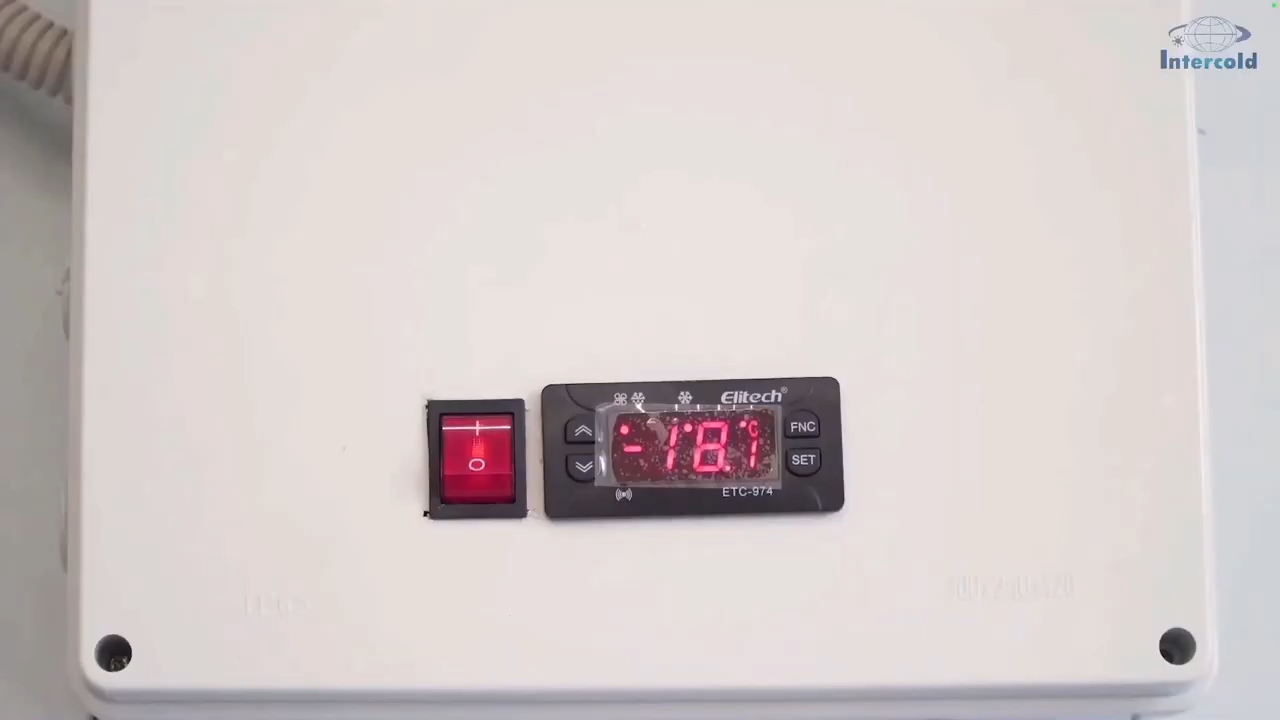 Intercold
Elitech®
-18.1 °C
FNC
SET
ETC-974